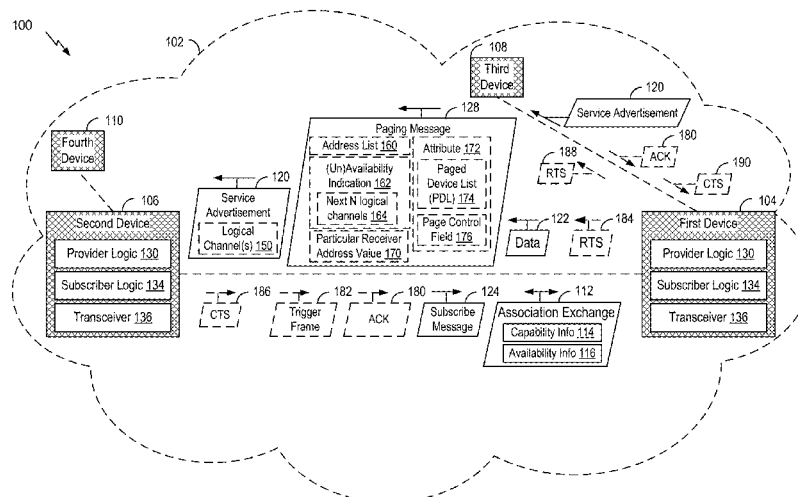 100
102
108
Third
Device
120
Service Advertisement
110
Fourth
Device
128
Paging Message
Address List 160
(Un)Availability
Indication 162
Next N logical
channels 164
Particular Receiver
Address Value 170
Attribute 172
Paged
Device List
(PDL)
174
Page Control
Field
176
180
ACK
188
RTS
190
CTS
106
Second Device
Provider Logic 130
Subscriber Logic 134
Transceiver 136
120
Service
Advertisement
Logical
Channel(s) 150
122
Data
184
RTS
104
First Device
Provider Logic 130
Subscriber Logic 134
Transceiver 136
186
CTS
182
Trigger
Frame
180
ACK
124
Subscribe
Message
112
Association Exchange
Capability Info 114
Availability Info 116